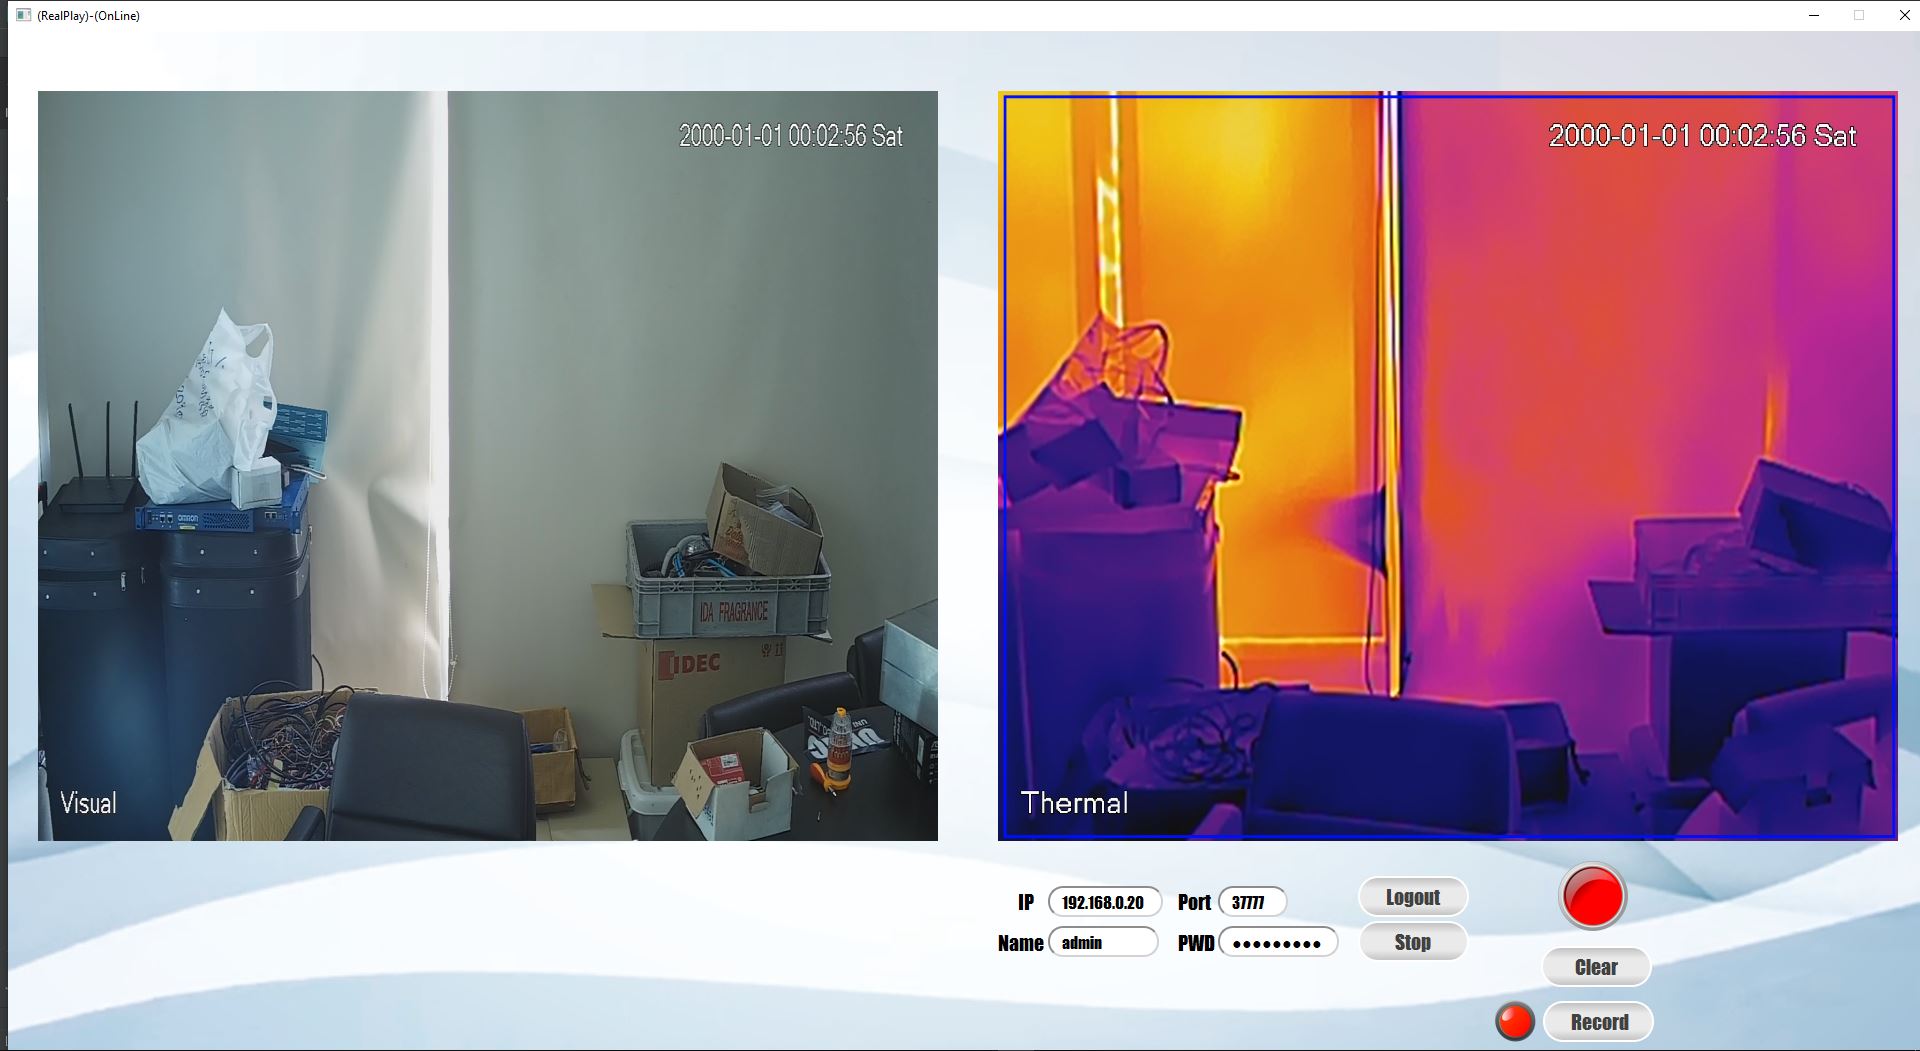 (RealPlay)-(OnLine)
2000-01-01 00:02:56 Sat
omron
IDA FRAGRANCE
IDEC
Visual
2000-01-01 00:02:56 Sat
Thermal
IP 192.168.0.20 Port 37777 Logout
Name admin PWD ●●●●●●●●● Stop
Clear
Record